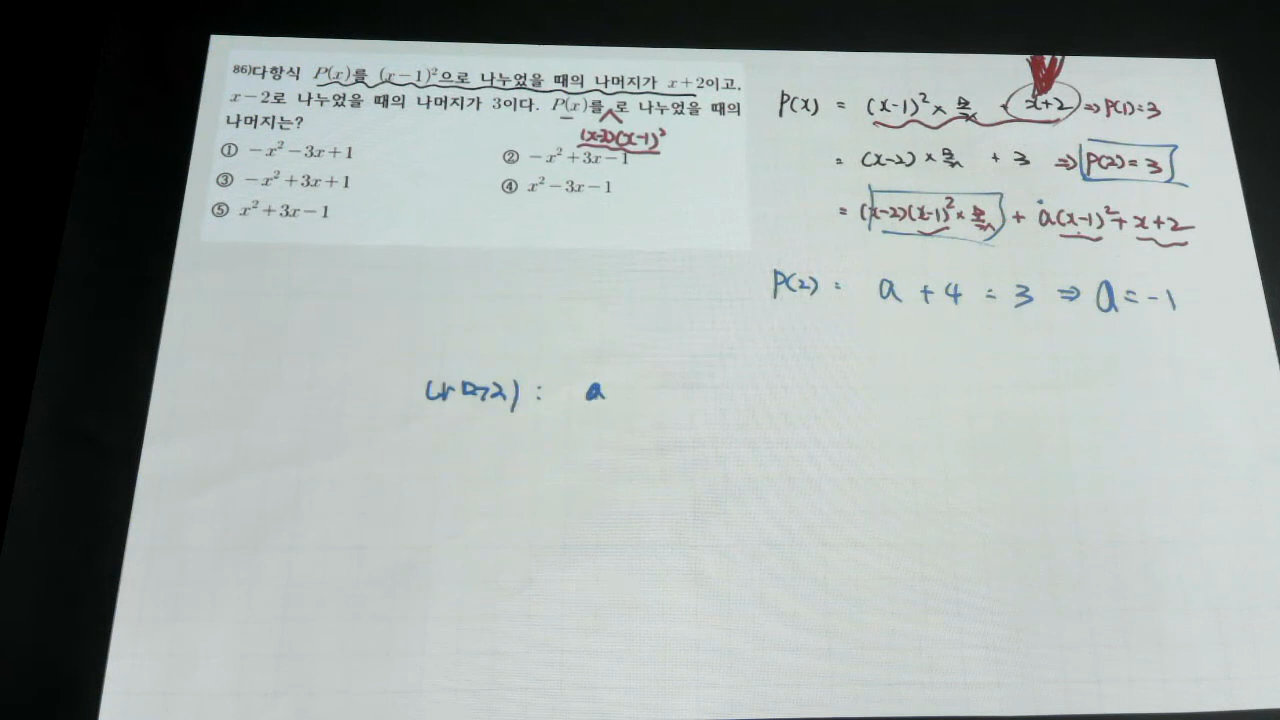 86)다항식 P(x)를 (x-1)²으로 나누었을 때의 나머지가 x+2이고,
x-2로 나누었을 때의 나머지가 3이다. P(x)를 로 나누었을 때의
(x-2)(x-1)²
나머지는?
① -x²-3x+1
② -x²+3x-1
③ -x²+3x+1
④ x²-3x-1
⑤ x²+3x-1
P(x) = (x-1)² × 몫 + x+2 ⇒ P(1)=3
= (x-2) × 몫 + 3 ⇒ P(2)=3
= (x-2)(x-1)² × 몫 + a(x-1)² + x+2
P(2) = a + 4 = 3 ⇒ a = -1
(나머지) : a